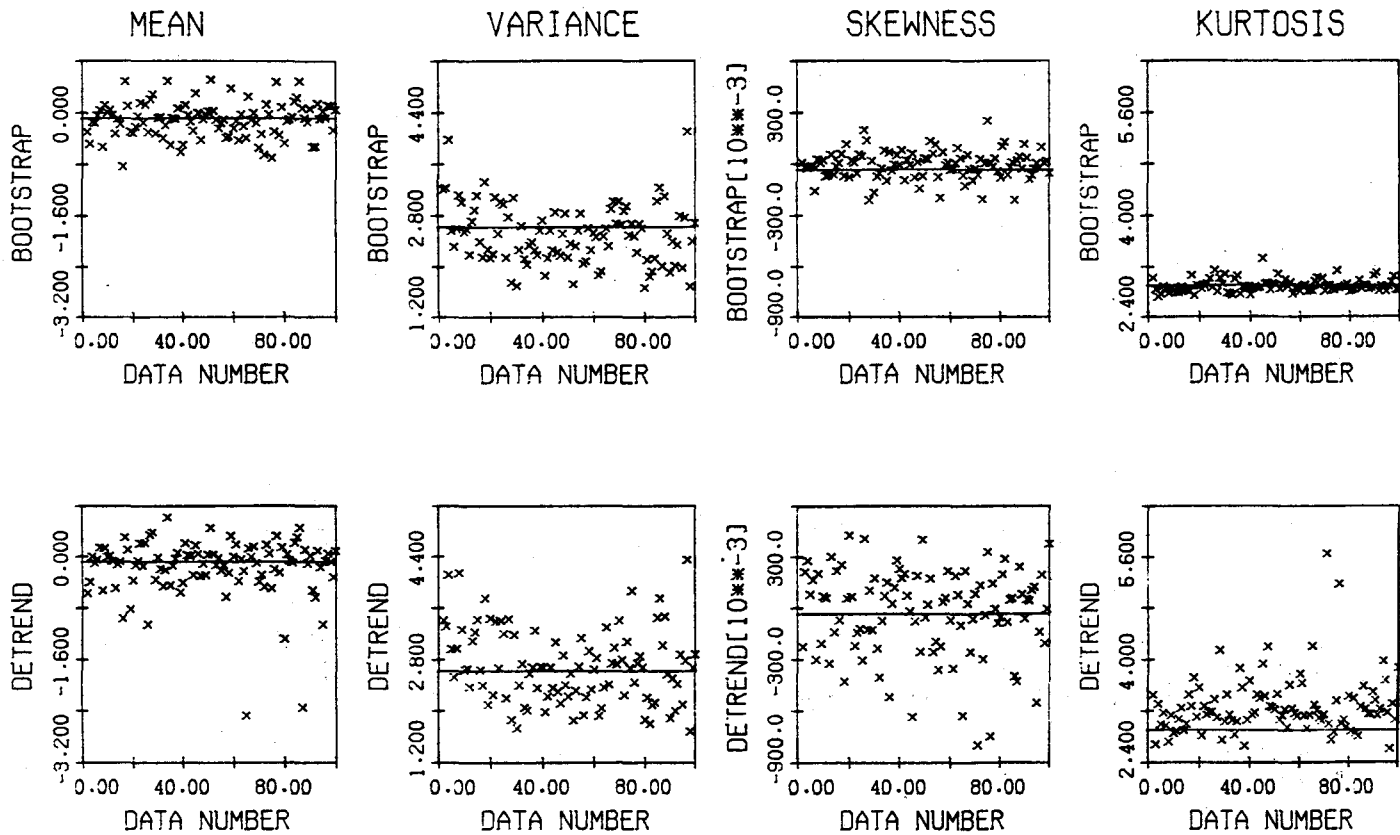 MEAN VARIANCE SKEWNESS KURTOSIS
BOOTSTRAP
0.000
-1.600
-3.200
0.00 40.00 80.00
DATA NUMBER
BOOTSTRAP
4.400
2.800
1.200
0.00 40.00 80.00
DATA NUMBER
BOOTSTRAP[10**-3]
300.0
-300.0
-900.0
0.00 40.00 80.00
DATA NUMBER
BOOTSTRAP
5.600
4.000
2.400
0.00 40.00 80.00
DATA NUMBER
DETREND
0.000
-1.600
-3.200
0.00 40.00 80.00
DATA NUMBER
DETREND
4.400
2.800
1.200
0.00 40.00 80.00
DATA NUMBER
DETREND[10**-3]
300.0
-300.0
-900.0
0.00 40.00 80.00
DATA NUMBER
DETREND
5.600
4.000
2.400
0.00 40.00 80.00
DATA NUMBER